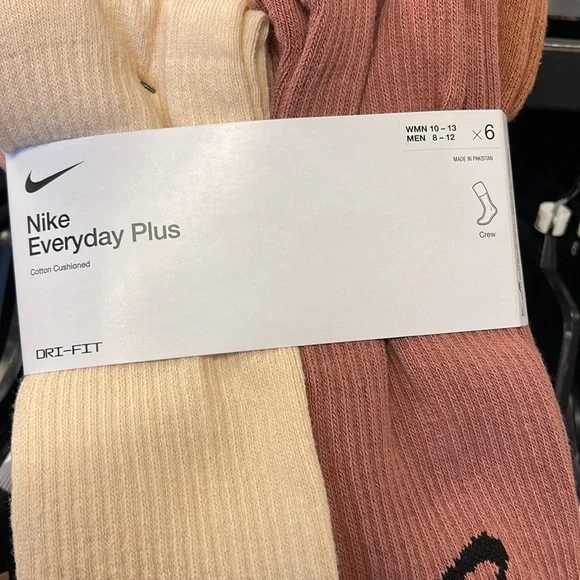 WMN 10 – 13
MEN 8 – 12
×6
MADE IN PAKISTAN
Nike
Everyday Plus
Cotton Cushioned
Crew
DRI-FIT